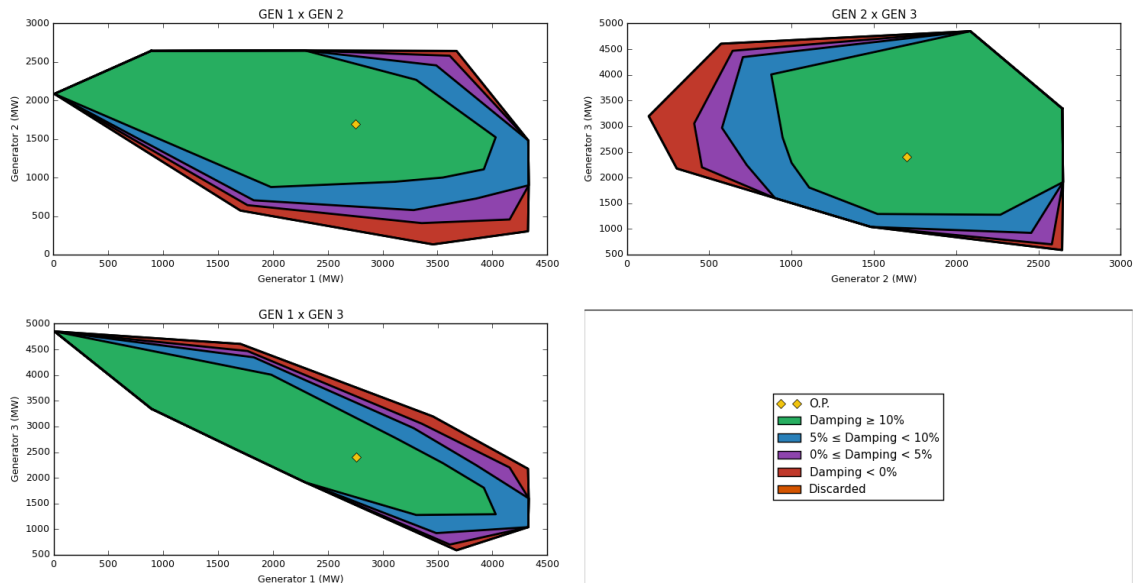 GEN 1 x GEN 2
3000
2500
2000
1500
1000
500
0
Generator 2 (MW)
0 500 1000 1500 2000 2500 3000 3500 4000 4500
Generator 1 (MW)
GEN 2 x GEN 3
5000
4500
4000
3500
3000
2500
2000
1500
1000
500
Generator 3 (MW)
0 500 1000 1500 2000 2500 3000
Generator 2 (MW)
GEN 1 x GEN 3
5000
4500
4000
3500
3000
2500
2000
1500
1000
500
Generator 3 (MW)
0 500 1000 1500 2000 2500 3000 3500 4000 4500
Generator 1 (MW)
O.P.
Damping ≥ 10%
5% ≤ Damping < 10%
0% ≤ Damping < 5%
Damping < 0%
Discarded